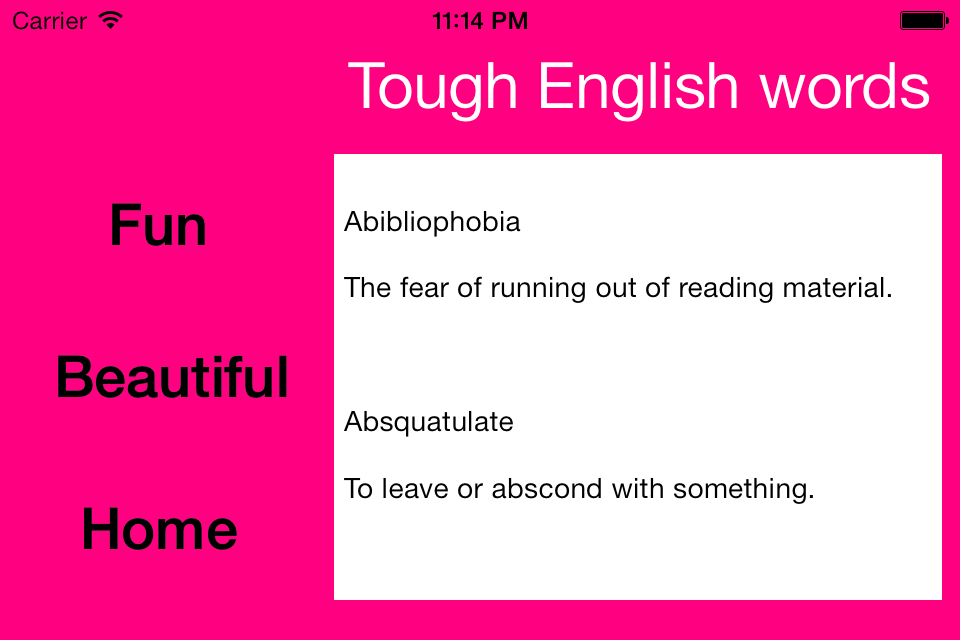 Carrier 11:14 PM
Tough English words
Fun
Beautiful
Home
Abibliophobia
The fear of running out of reading material.
Absquatulate
To leave or abscond with something.